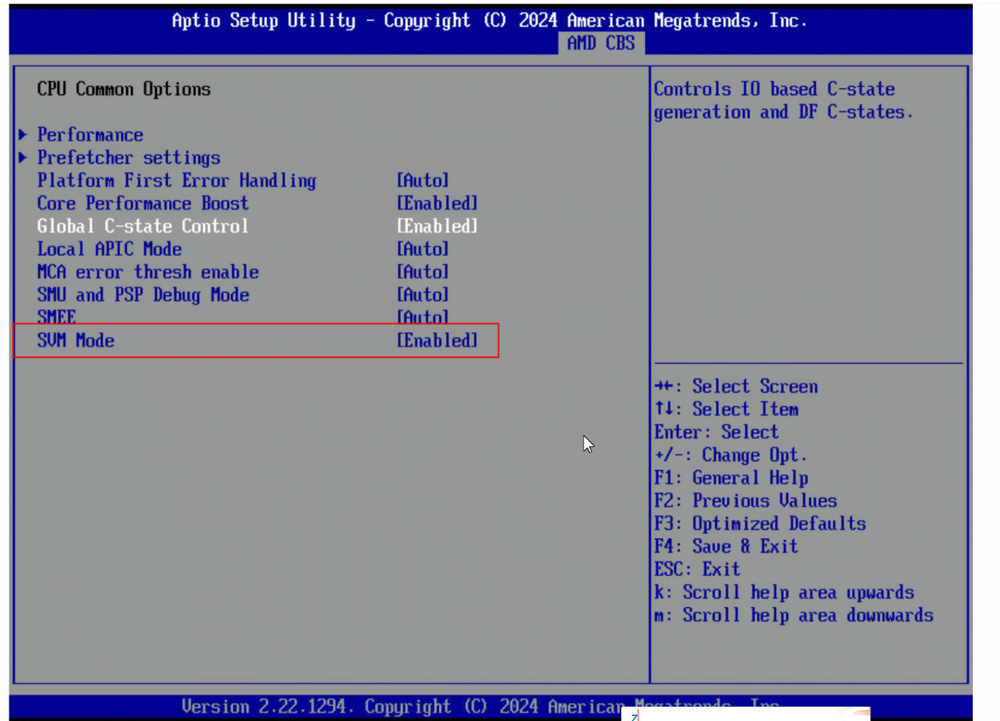 Aptio Setup Utility - Copyright (C) 2024 American Megatrends, Inc.
AMD CBS
CPU Common Options
Performance
Prefetcher settings
Platform First Error Handling [Auto]
Core Performance Boost [Enabled]
Global C-state Control [Enabled]
Local APIC Mode [Auto]
MCA error thresh enable [Auto]
SMU and PSP Debug Mode [Auto]
SMEE [Auto]
SVM Mode [Enabled]
Controls IO based C-state
generation and DF C-states.
→←: Select Screen
↑↓: Select Item
Enter: Select
+/-: Change Opt.
F1: General Help
F2: Previous Values
F3: Optimized Defaults
F4: Save & Exit
ESC: Exit
k: Scroll help area upwards
m: Scroll help area downwards
Version 2.22.1294. Copyright (C) 2024 American Megatrends, Inc.